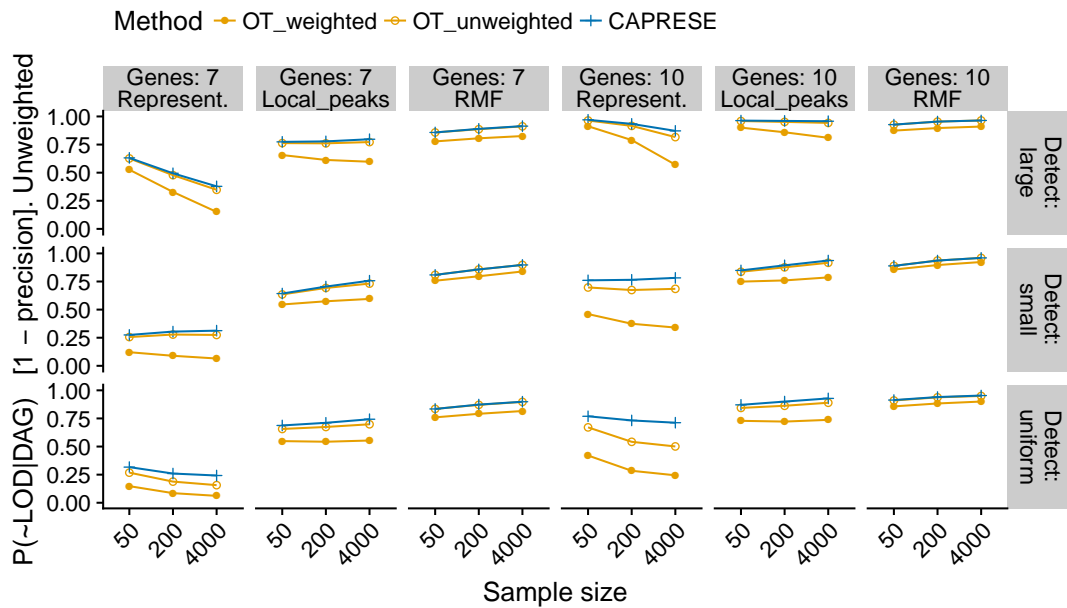 Method OT_weighted OT_unweighted CAPRESE
Genes: 7 Genes: 7 Genes: 7 Genes: 10 Genes: 10 Genes: 10
Represent. Local_peaks RMF Represent. Local_peaks RMF
P(~LOD|DAG) [1 − precision]. Unweighted
1.00
0.75
0.50
0.25
0.00
Detect:
large
1.00
0.75
0.50
0.25
0.00
Detect:
small
1.00
0.75
0.50
0.25
0.00
Detect:
uniform
50 200 4000 50 200 4000 50 200 4000 50 200 4000 50 200 4000 50 200 4000
Sample size